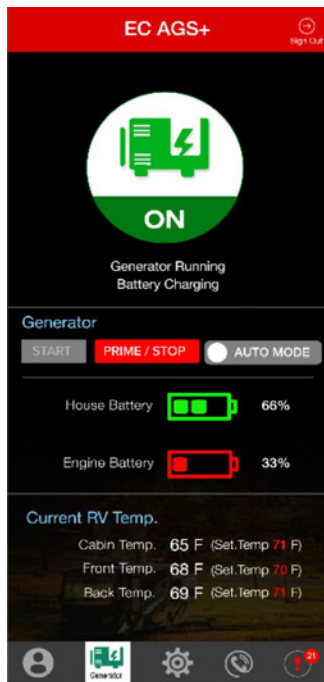 EC AGS+
Sign Out
ON
Generator Running
Battery Charging
Generator
START
PRIME / STOP
AUTO MODE
House Battery 66%
Engine Battery 33%
Current RV Temp.
Cabin Temp. 65 F (Set.Temp 71 F)
Front Temp. 68 F (Set.Temp 70 F)
Back Temp. 69 F (Set.Temp 71 F)
Generator
21